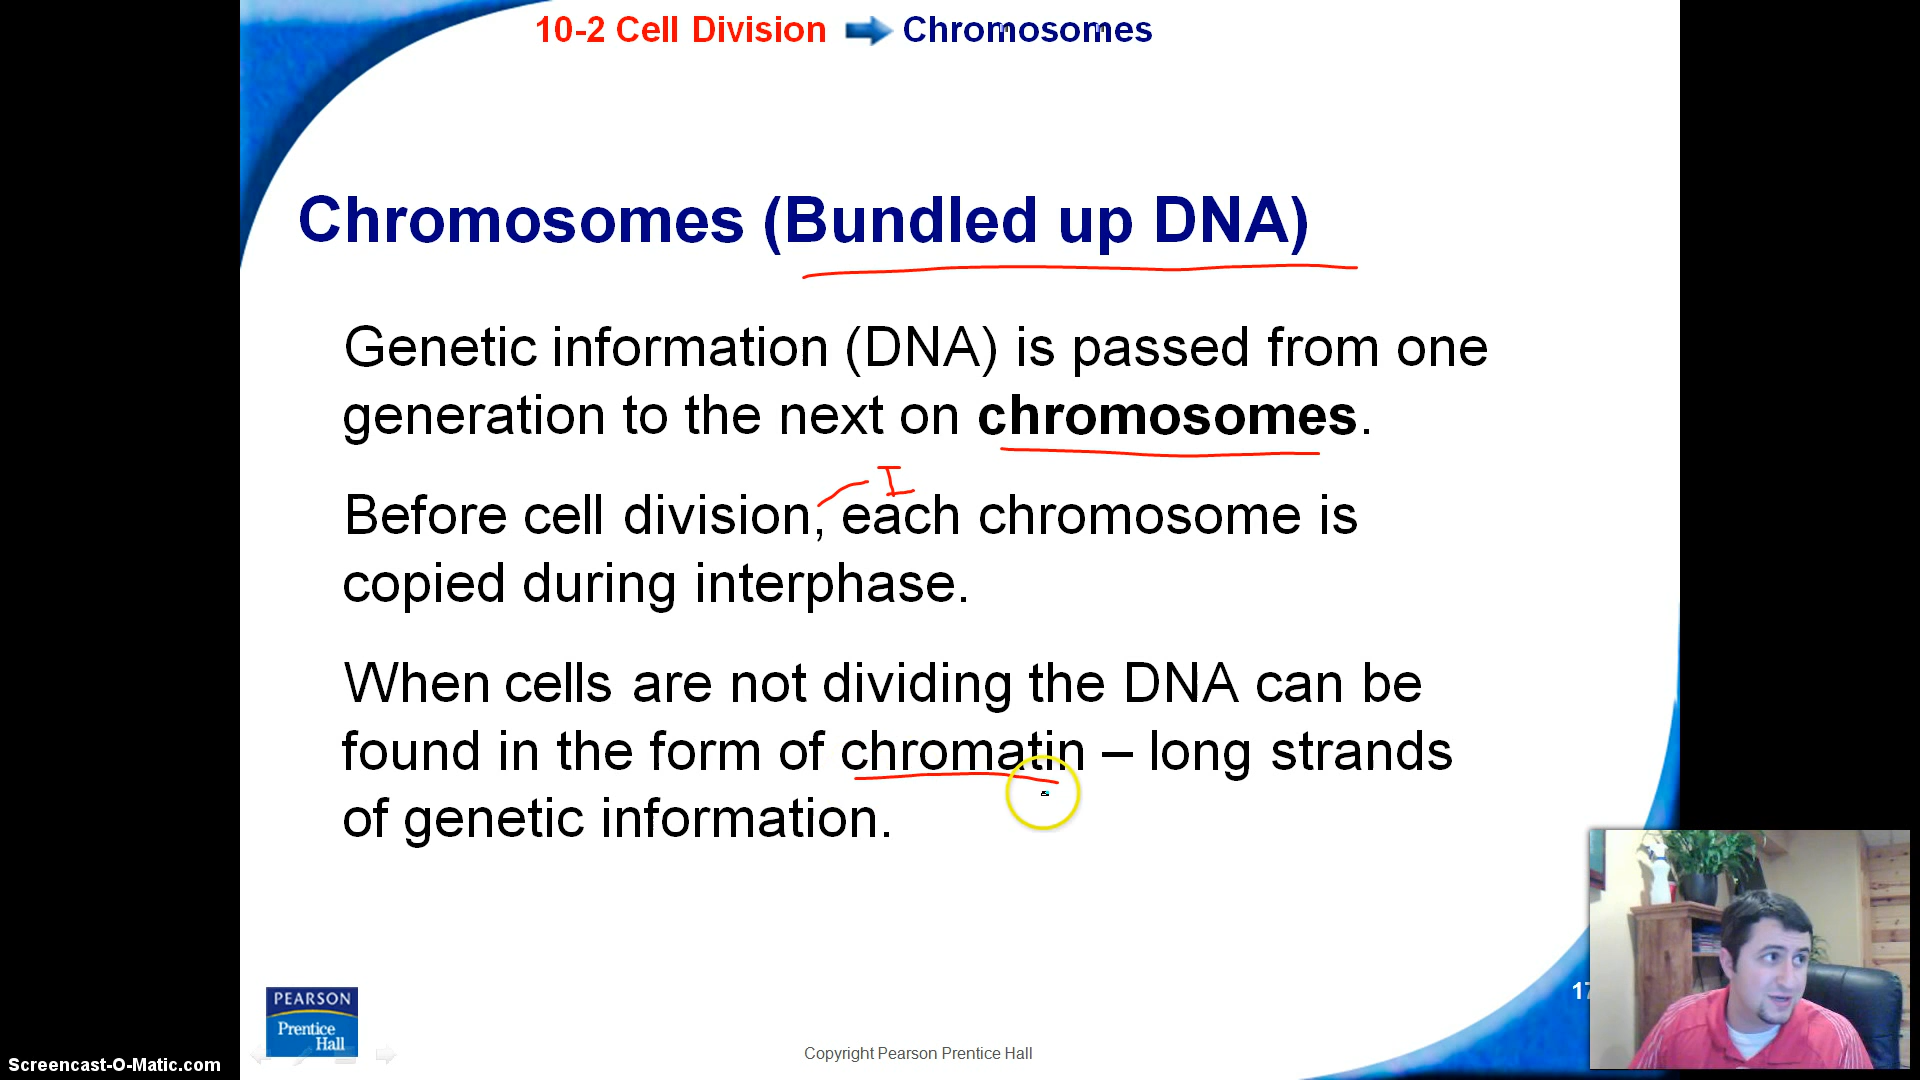 10-2 Cell Division Chromosomes
Chromosomes (Bundled up DNA)
Genetic information (DNA) is passed from one
generation to the next on chromosomes.
I
Before cell division, each chromosome is
copied during interphase.
When cells are not dividing the DNA can be
found in the form of chromatin – long strands
of genetic information.
17
PEARSON
Prentice
Hall
Copyright Pearson Prentice Hall
Screencast-O-Matic.com